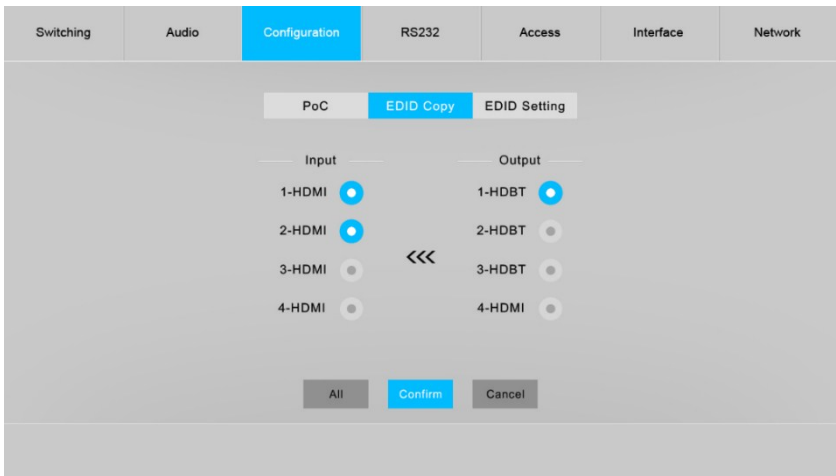 Switching Audio Configuration RS232 Access Interface Network
PoC EDID Copy EDID Setting
Input Output
1-HDMI 1-HDBT
2-HDMI 2-HDBT
<<<
3-HDMI 3-HDBT
4-HDMI 4-HDMI
All Confirm Cancel